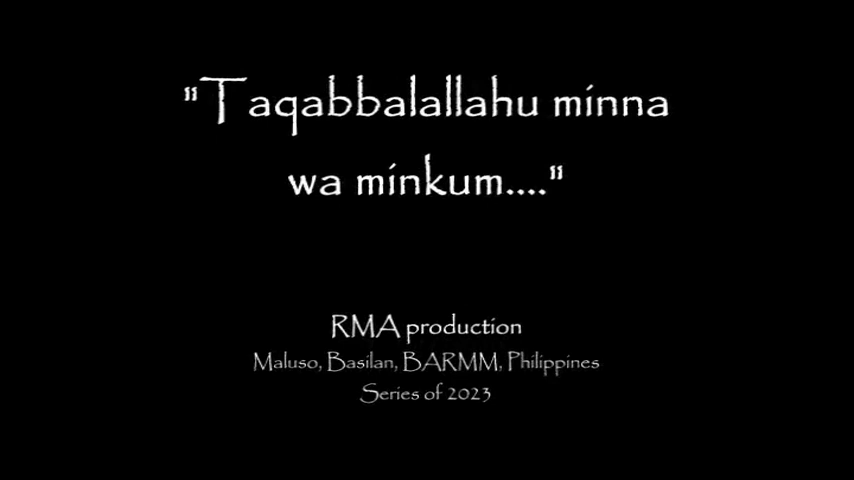 "Taqabbalallahu minna
wa minkum...."
RMA production
Maluso, Basilan, BARMM, Philippines
Series of 2023